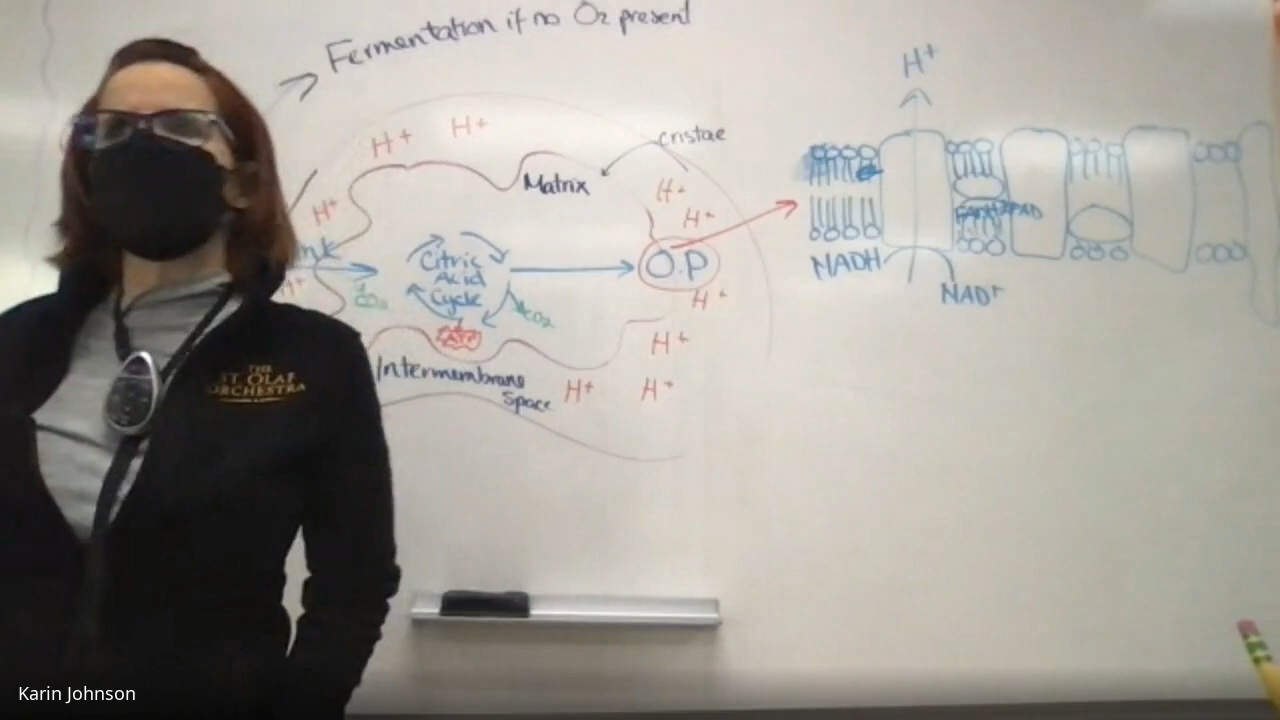 Fermentation if no O₂ present
H+
H+
H+
cristae
Matrix
H+
H+
H+
Citric
Acid
Cycle
O.P
CO₂
CO₂
H+
H+
ATP
H+
Intermembrane
Space
H+
H+
H+
NADH
NAD+
THE
ST. OLAF
ORCHESTRA
Karin Johnson